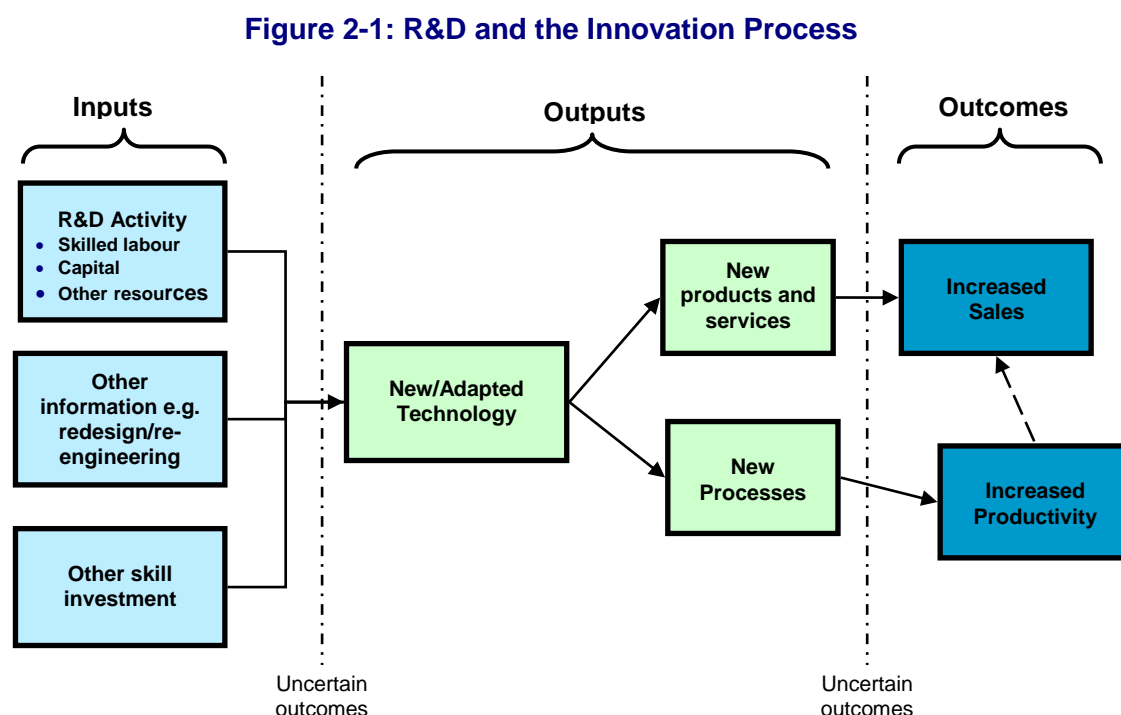 Figure 2-1: R&D and the Innovation Process
Inputs
Outputs
Outcomes
R&D Activity
• Skilled labour
• Capital
• Other resources
Other
information e.g.
redesign/re-
engineering
Other skill
investment
New/Adapted
Technology
New
products and
services
New
Processes
Increased
Sales
Increased
Productivity
Uncertain
outcomes
Uncertain
outcomes